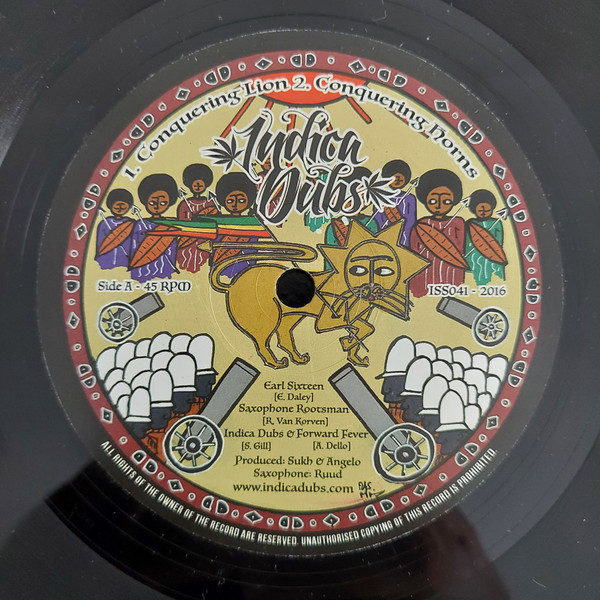 1. Conquering Lion 2. Conquering Horns
Indica
Dubs
Side A - 45 RPM
ISS041 - 2016
Earl Sixteen
[E. Daley]
Saxophone Rootsman
[R. Van Korven]
Indica Dubs & Forward Fever
[S. Gill] [A. Dello]
Produced: Sukh & Angelo
Saxophone: Ruud
www.indicadubs.com
ALL RIGHTS OF THE OWNER OF THE RECORD ARE RESERVED. UNAUTHORISED COPYING OF THIS RECORD IS PROHIBITED.